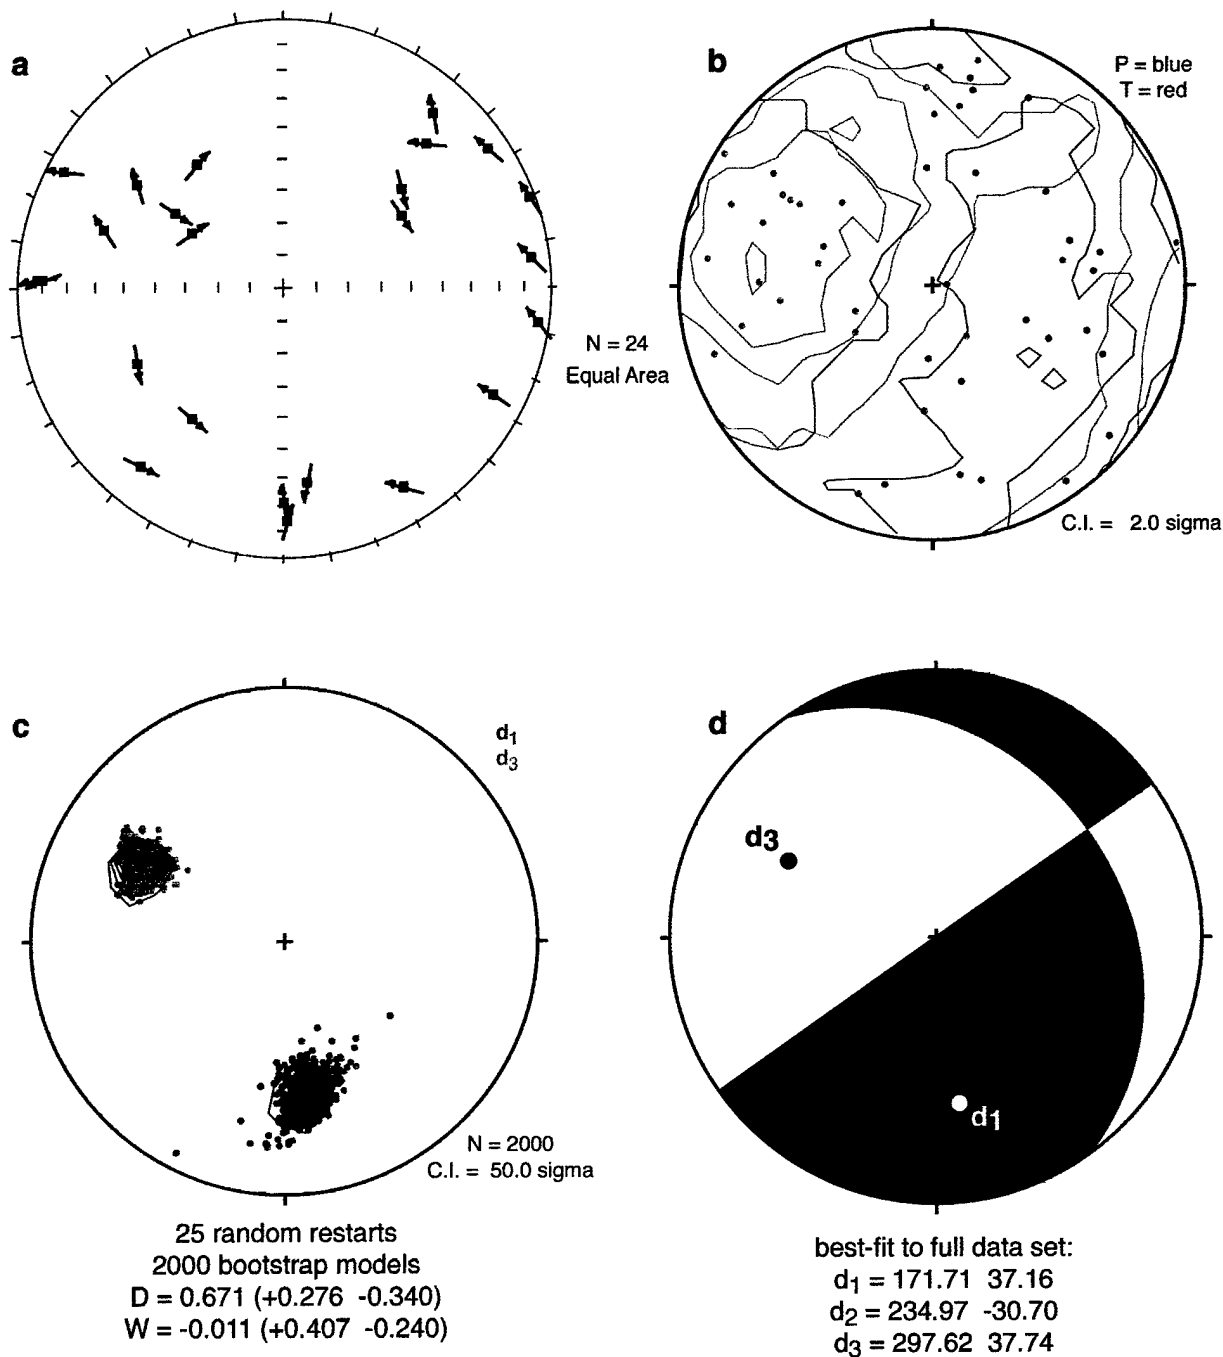 a
N = 24
Equal Area
b
P = blue
T = red
C.I. = 2.0 sigma
c
d1
d3
N = 2000
C.I. = 50.0 sigma
25 random restarts
2000 bootstrap models
D = 0.671 (+0.276 -0.340)
W = -0.011 (+0.407 -0.240)
d
d3
d1
best-fit to full data set:
d1 = 171.71 37.16
d2 = 234.97 -30.70
d3 = 297.62 37.74